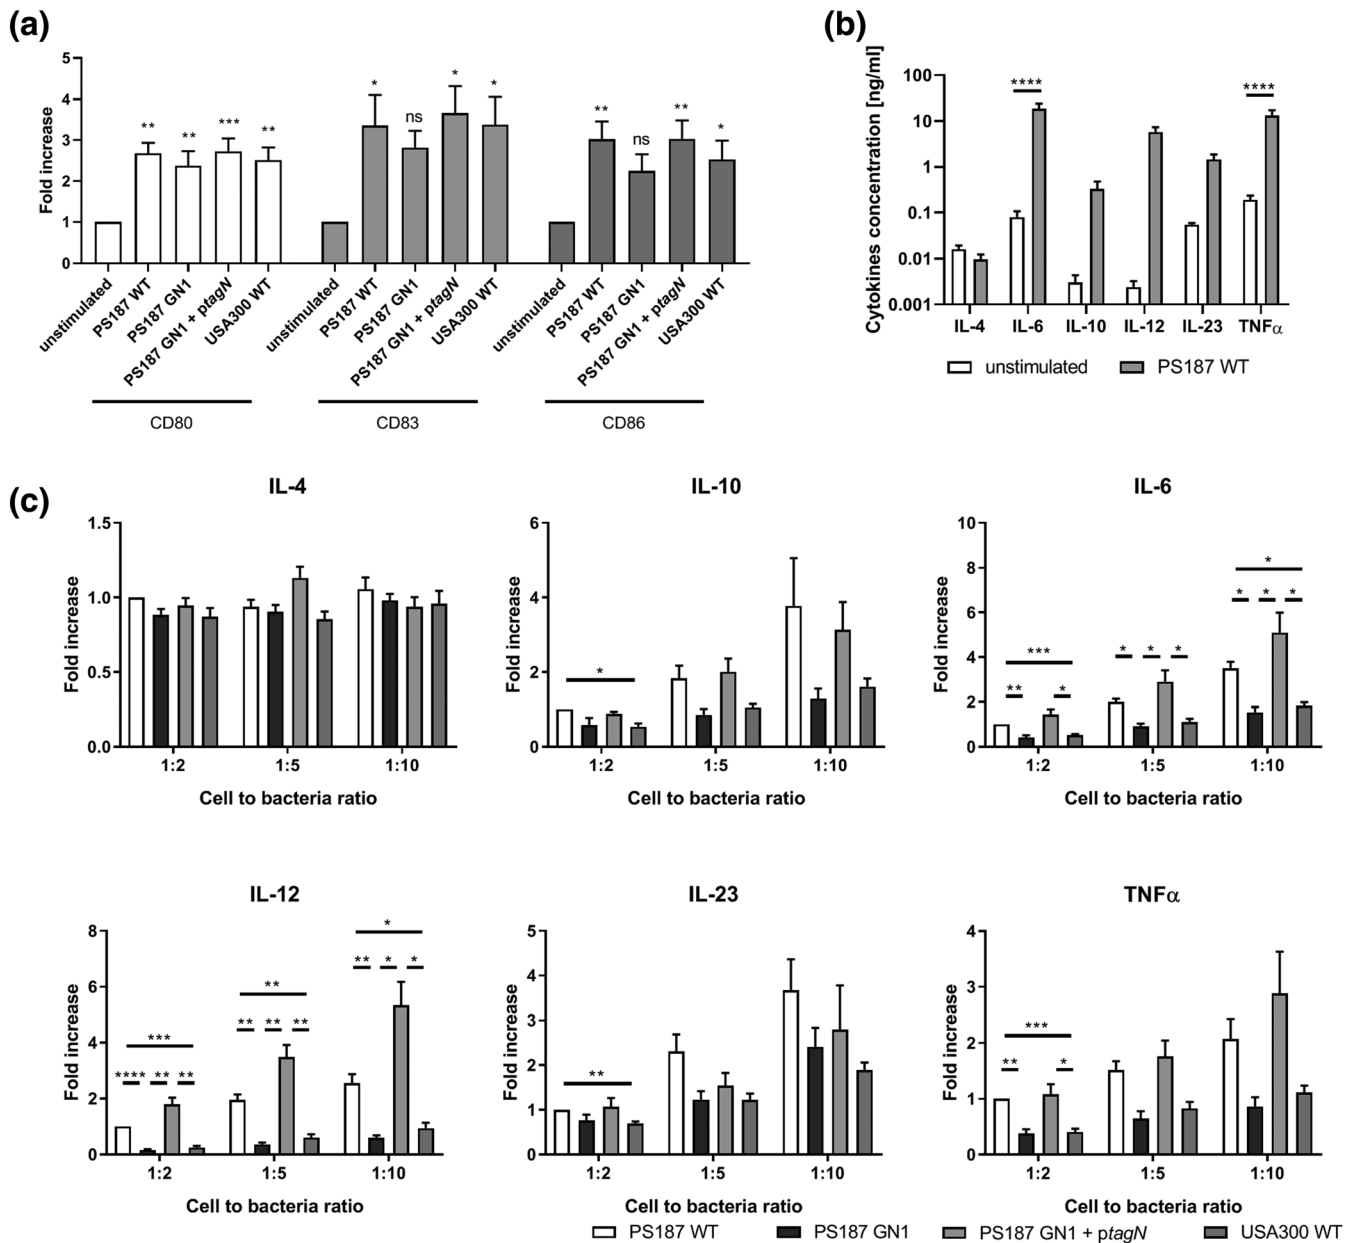 (a)
Fold increase
5
4
3
2
1
0
** ** *** **
* ns * *
** ns ** *
unstimulated
PS187 WT
PS187 GN1
PS187 GN1 + ptagN
USA300 WT
unstimulated
PS187 WT
PS187 GN1
PS187 GN1 + ptagN
USA300 WT
unstimulated
PS187 WT
PS187 GN1
PS187 GN1 + ptagN
USA300 WT
CD80 CD83 CD86
(b)
Cytokines concentration [ng/ml]
100
10
1
0.1
0.01
0.001
**** ****
IL-4 IL-6 IL-10 IL-12 IL-23 TNFα
unstimulated PS187 WT
(c)
IL-4
Fold increase
1.5
1.0
0.5
0.0
1:2 1:5 1:10
Cell to bacteria ratio
IL-10
Fold increase
6
4
2
0
*
1:2 1:5 1:10
Cell to bacteria ratio
IL-6
Fold increase
10
8
6
4
2
0
***
** *
* * *
*
* * *
1:2 1:5 1:10
Cell to bacteria ratio
IL-12
Fold increase
8
6
4
2
0
***
**** ** **
**
** ** **
*
** * *
1:2 1:5 1:10
Cell to bacteria ratio
IL-23
Fold increase
5
4
3
2
1
0
**
1:2 1:5 1:10
Cell to bacteria ratio
TNFα
Fold increase
4
3
2
1
0
***
** *
1:2 1:5 1:10
Cell to bacteria ratio
PS187 WT PS187 GN1 PS187 GN1 + ptagN USA300 WT